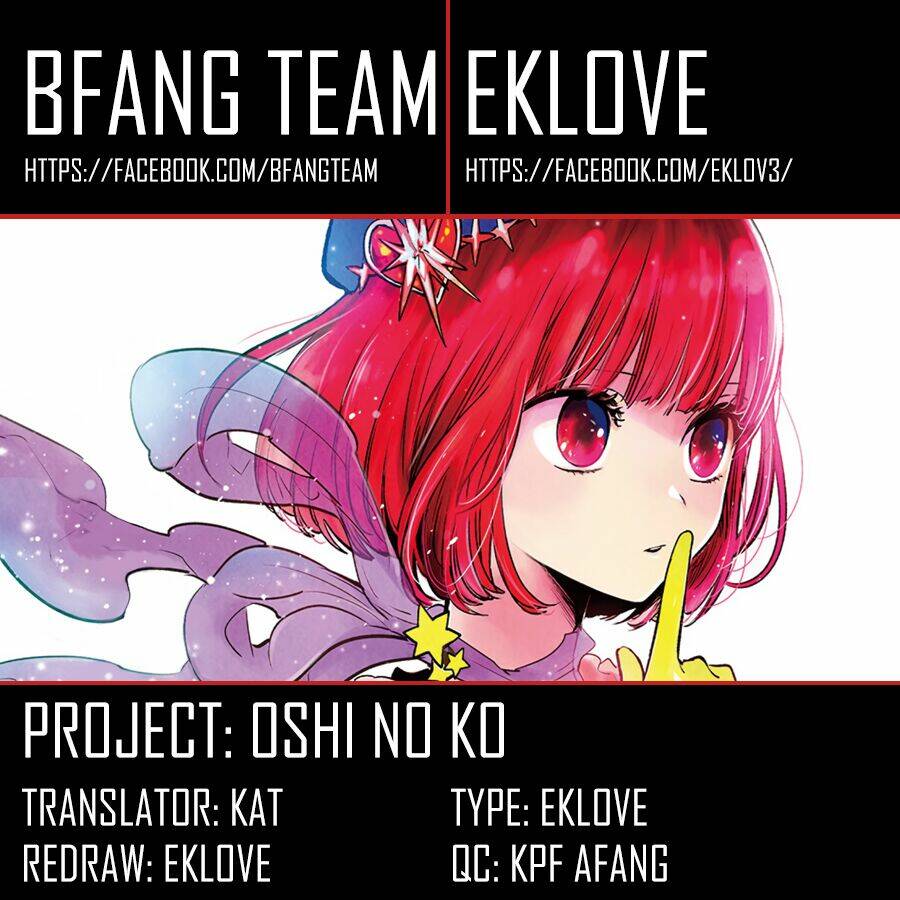 BFANG TEAM
HTTPS://FACEBOOK.COM/BFANGTEAM
EKLOVE
HTTPS://FACEBOOK.COM/EKLOV3/
PROJECT: OSHI NO KO
TRANSLATOR: KAT
TYPE: EKLOVE
REDRAW: EKLOVE
QC: KPF AFANG